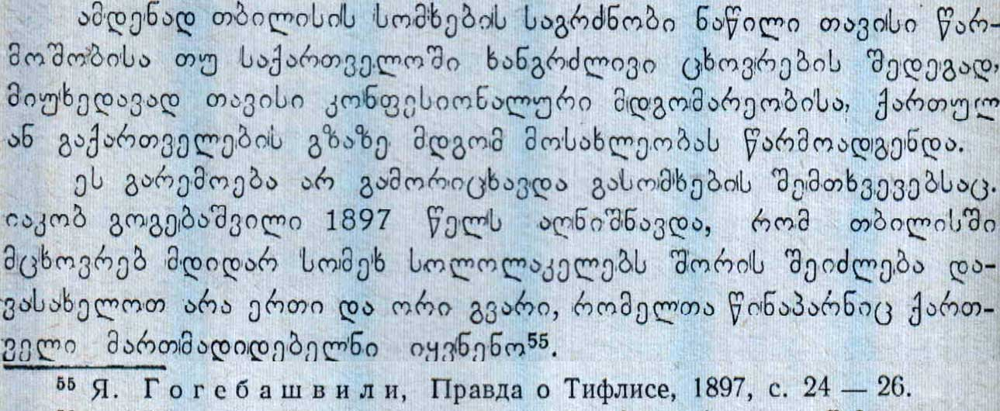 ამდენად თბილისის სომხების საგრძნობი ნაწილი თავისი წარ-
მოშობისა თუ საქართველოში ხანგრძლივი ცხოვრების შედეგად,
მიუხედავად თავისი კონფესიონალური მდგომარეობისა, ქართულ
ან გაქართველების გზაზე მდგომ მოსახლეობას წარმოადგენდა.
ეს გარემოება არ გამორიცხავდა გასომხების შემთხვევებსაც.
იაკობ გოგებაშვილი 1897 წელს აღნიშნავდა, რომ თბილისში
მცხოვრებ მდიდარ სომეხ სოლოლაკელებს შორის შეიძლება და-
ვასახელოთ არა ერთი და ორი გვარი, რომელთა წინაპარნიც ქართ-
ველი მართმადიდებელნი იყვნენო⁵⁵.
⁵⁵ Я. Гогебашвили, Правда о Тифлисе, 1897, с. 24 — 26.